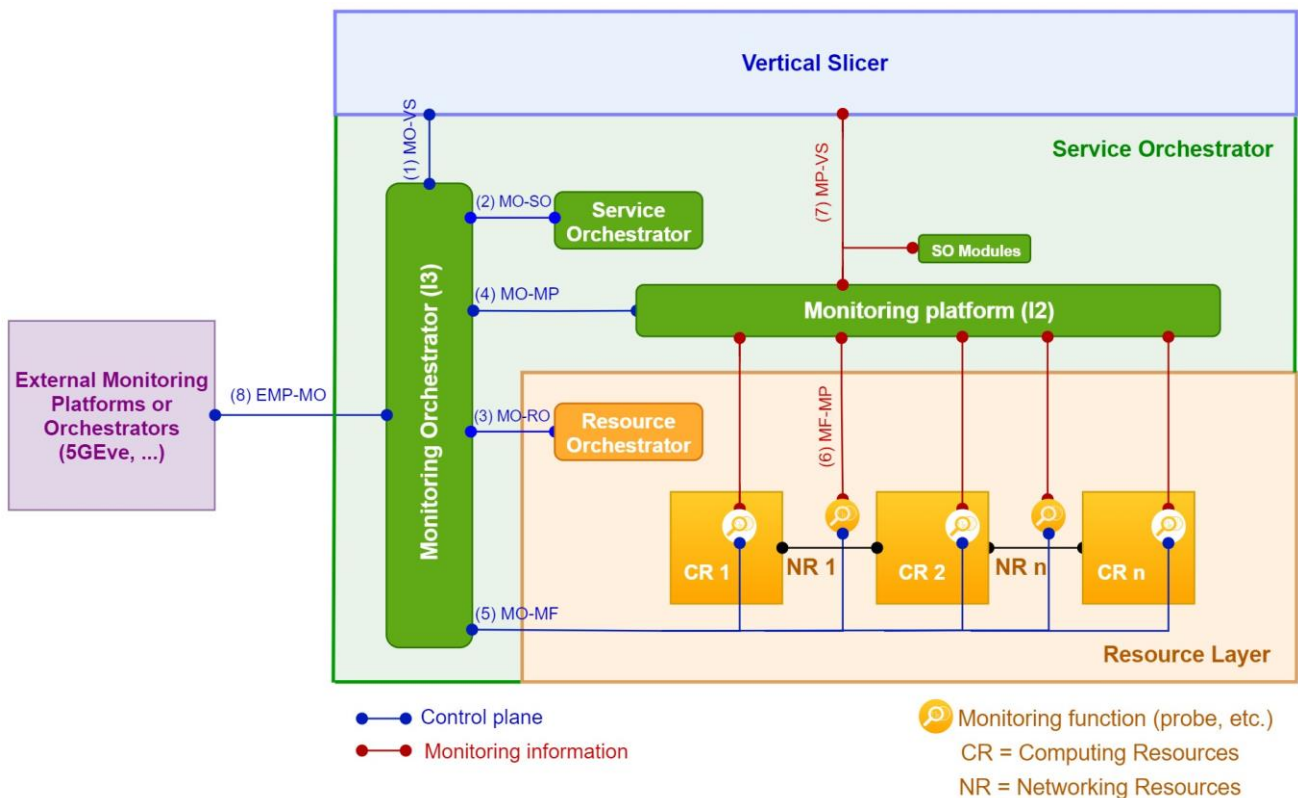 Vertical Slicer
(1) MO-VS
(7) MP-VS
Service Orchestrator
(2) MO-SO
Service
Orchestrator
SO Modules
(4) MO-MP
Monitoring platform (I2)
Monitoring Orchestrator (I3)
External Monitoring
Platforms or
Orchestrators
(5GEve, ...)
(8) EMP-MO
(3) MO-RO
Resource
Orchestrator
(6) MF-MP
CR 1
NR 1
CR 2
NR n
CR n
(5) MO-MF
Resource Layer
Control plane
Monitoring information
Monitoring function (probe, etc.)
CR = Computing Resources
NR = Networking Resources